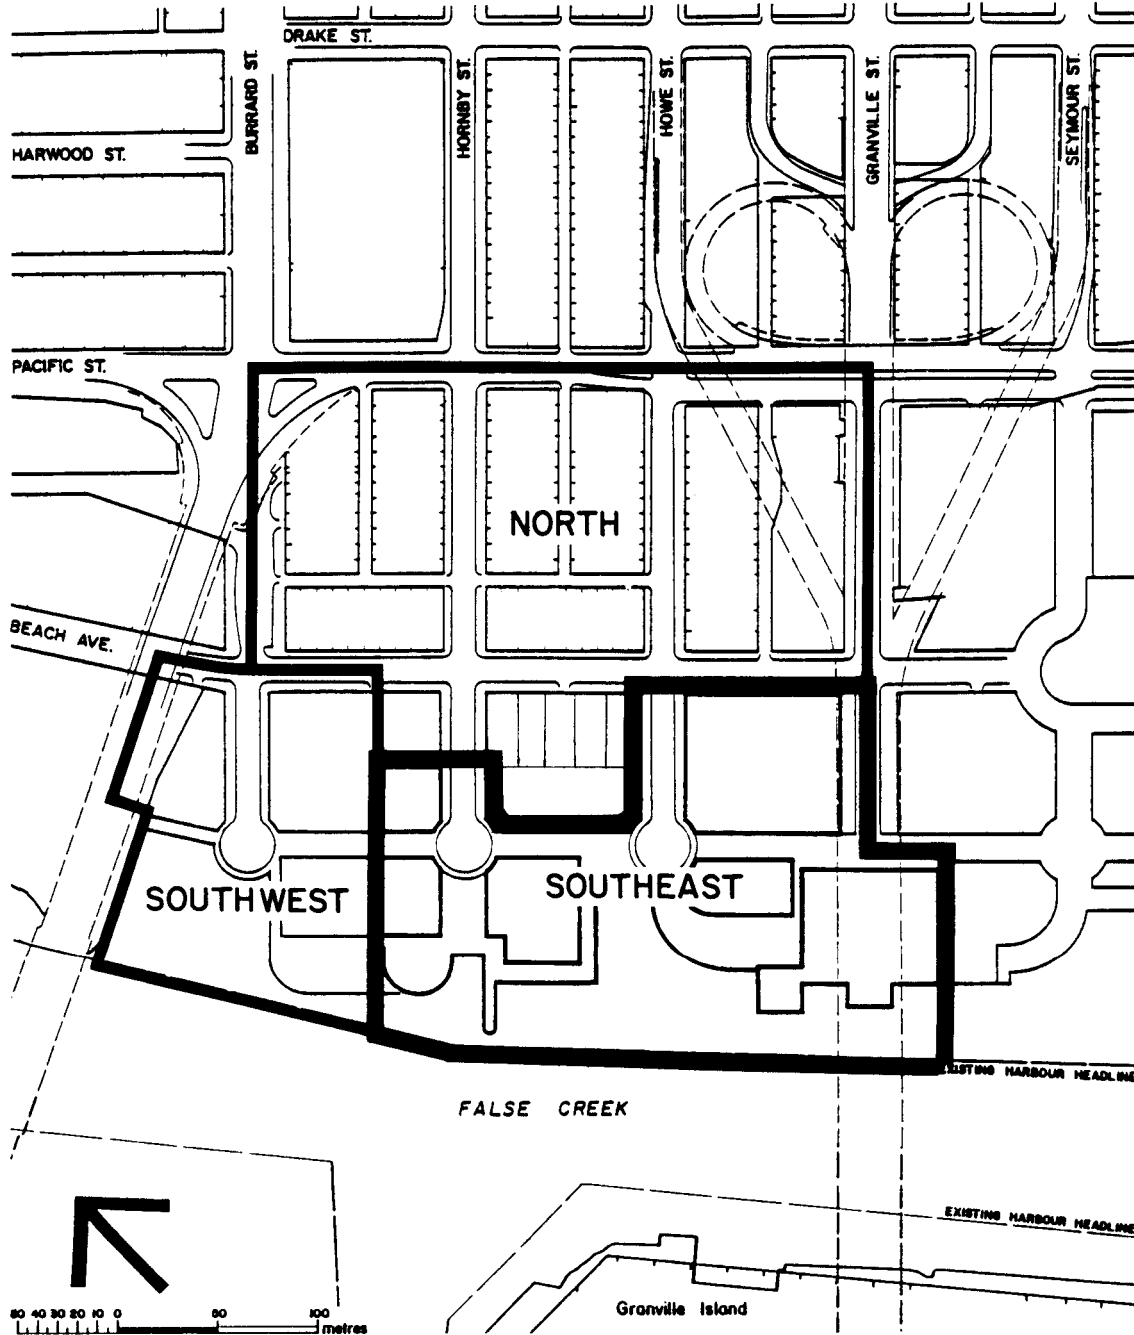 DRAKE ST.
BURRARD ST.
HORNBY ST.
HOWE ST.
GRANVILLE ST.
SEYMOUR ST.
HARWOOD ST.
PACIFIC ST.
NORTH
BEACH AVE.
SOUTHWEST
SOUTHEAST
EXISTING HARBOUR HEADLINE
FALSE CREEK
EXISTING HARBOUR HEADLINE
Granville Island
50 40 30 20 10 0 50 100
metres